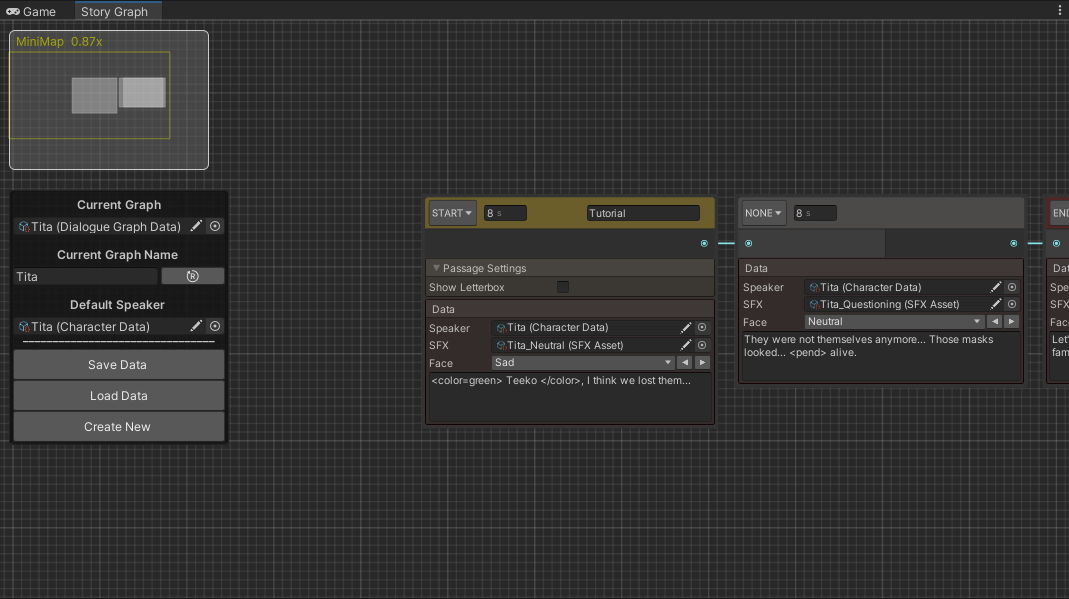 Game
Story Graph
MiniMap 0.87x
Current Graph
Tita (Dialogue Graph Data)
Current Graph Name
Tita
Default Speaker
Tita (Character Data)
Save Data
Load Data
Create New
START
8 s
Tutorial
Passage Settings
Show Letterbox
Data
Speaker
Tita (Character Data)
SFX
Tita_Neutral (SFX Asset)
Face
Sad
<color=green> Teeko </color>, I think we lost them...
NONE
8 s
Data
Speaker
Tita (Character Data)
SFX
Tita_Questioning (SFX Asset)
Face
Neutral
They were not themselves anymore... Those masks
looked... <pend> alive.
END
Dat
Spe
SFX
Fac
Let'
fam